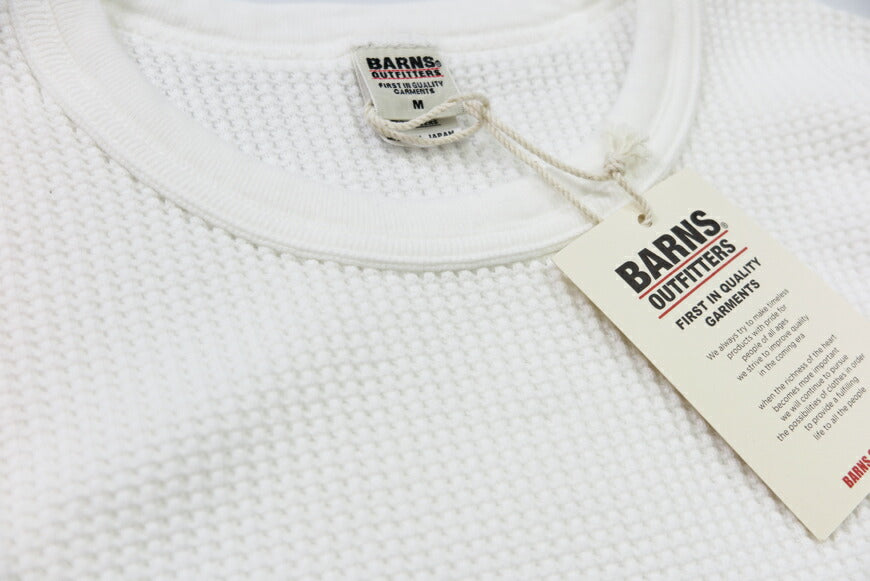 BARNS®
OUTFITTERS
FIRST IN QUALITY
GARMENTS
M
JAPAN
BARNS®
OUTFITTERS
FIRST IN QUALITY
GARMENTS
We always try to make timeless
products with pride for
people of all ages
we strive to improve quality
in the coming era
when the richness of the heart
becomes more important
we will continue to pursue
the possibilities of clothes in order
to provide a fulfilling
life to all the people
BARNS